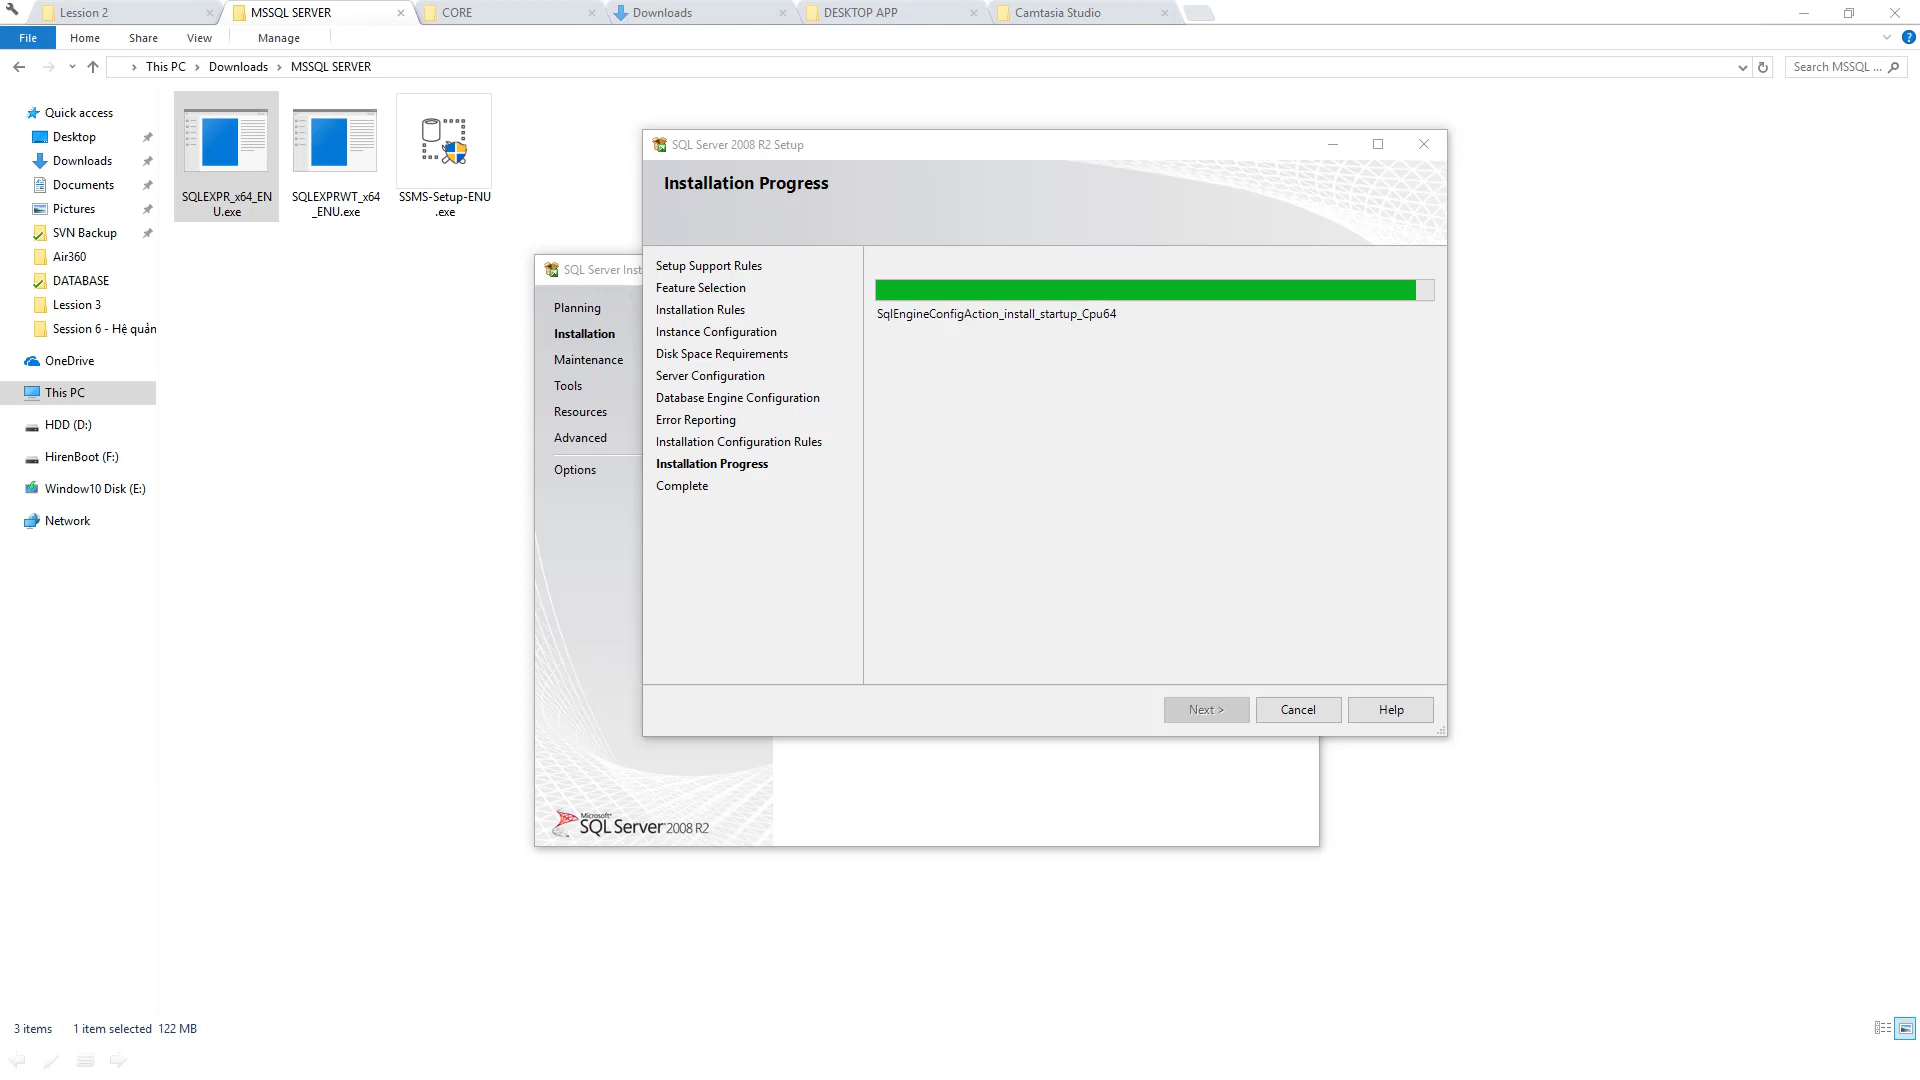 Lession 2
MSSQL SERVER
CORE
Downloads
DESKTOP APP
Camtasia Studio
File
Home
Share
View
Manage
This PC
Downloads
MSSQL SERVER
Search MSSQL ...
Quick access
Desktop
Downloads
Documents
Pictures
SVN Backup
Air360
DATABASE
Lession 3
Session 6 - Hệ quản
OneDrive
This PC
HDD (D:)
HirenBoot (F:)
Window10 Disk (E:)
Network
SQLEXPR_x64_EN
U.exe
SQLEXPRWT_x64
_ENU.exe
SSMS-Setup-ENU
.exe
SQL Server Inst
Planning
Installation
Maintenance
Tools
Resources
Advanced
Options
Microsoft®
SQL Server 2008 R2
SQL Server 2008 R2 Setup
Installation Progress
Setup Support Rules
Feature Selection
Installation Rules
Instance Configuration
Disk Space Requirements
Server Configuration
Database Engine Configuration
Error Reporting
Installation Configuration Rules
Installation Progress
Complete
SqlEngineConfigAction_install_startup_Cpu64
Next >
Cancel
Help
3 items
1 item selected 122 MB